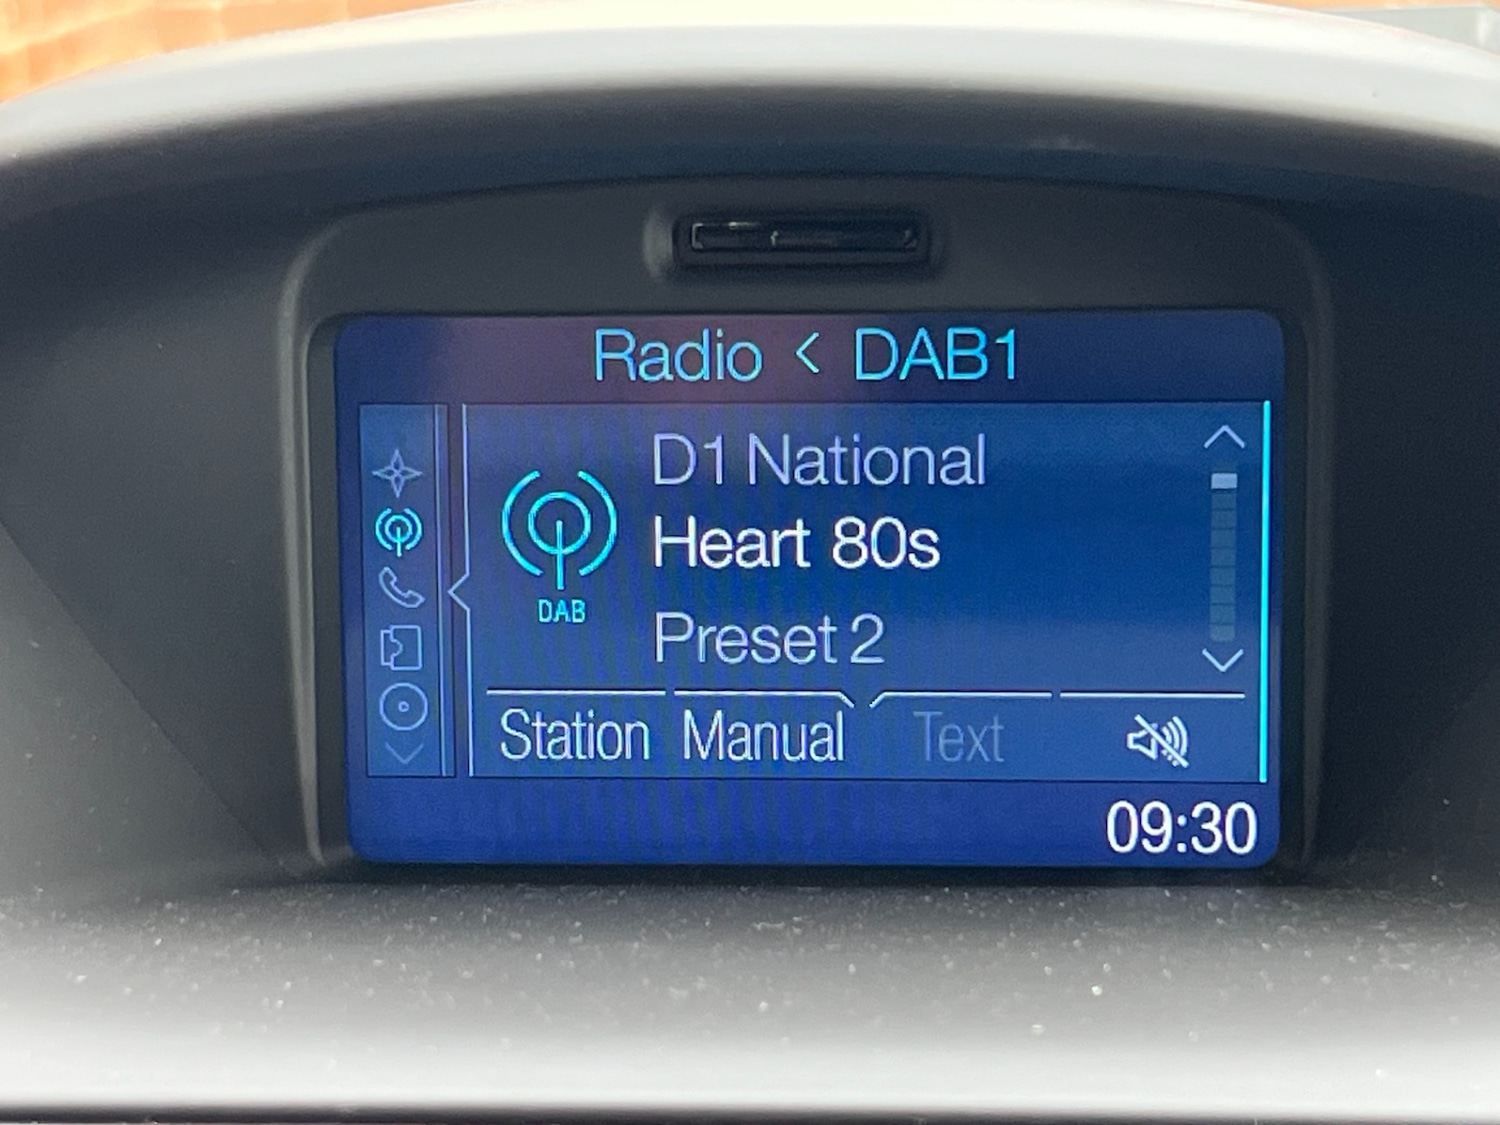 Radio < DAB1
D1 National
Heart 80s
DAB
Preset 2
Station Manual Text
09:30